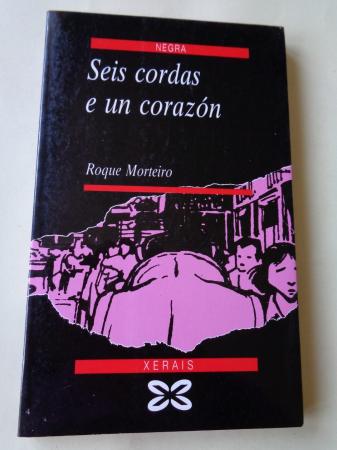 NEGRA
Seis cordas
e un corazón
Roque Morteiro
XERAIS